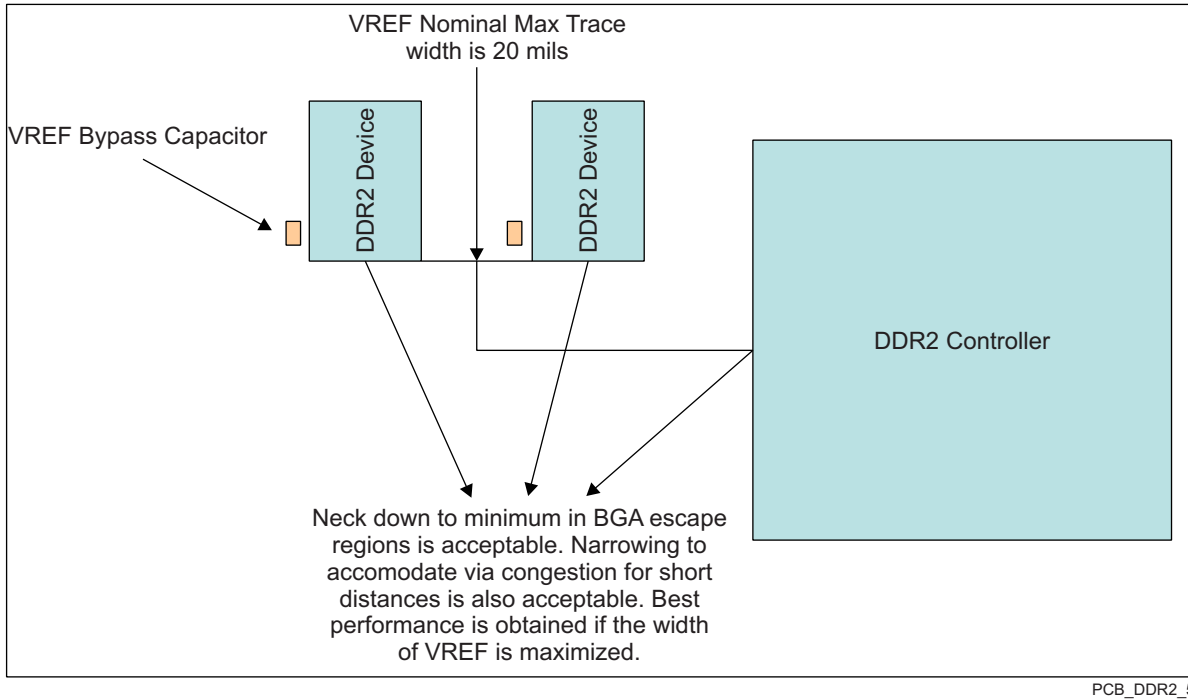 VREF Nominal Max Trace
width is 20 mils
VREF Bypass Capacitor
DDR2 Device
DDR2 Device
DDR2 Controller
Neck down to minimum in BGA escape
regions is acceptable. Narrowing to
accomodate via congestion for short
distances is also acceptable. Best
performance is obtained if the width
of VREF is maximized.
PCB_DDR2_5